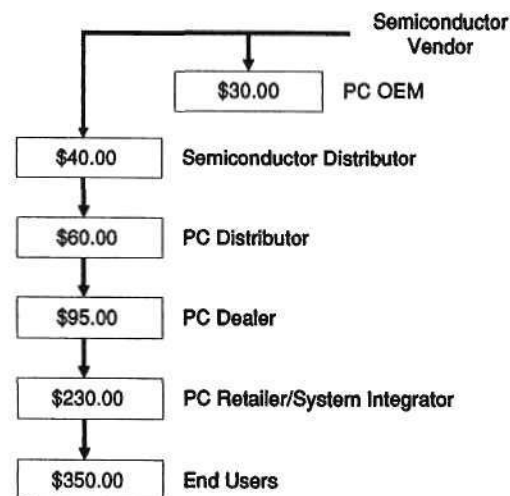 Semiconductor
Vendor
$30.00 PC OEM
$40.00 Semiconductor Distributor
$60.00 PC Distributor
$95.00 PC Dealer
$230.00 PC Retailer/System Integrator
$350.00 End Users